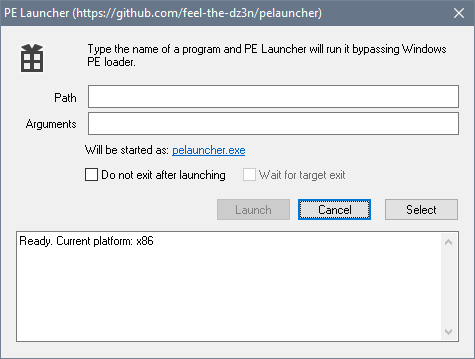 PE Launcher (https://github.com/feel-the-dz3n/pelauncher)
Type the name of a program and PE Launcher will run it bypassing Windows
PE loader.
Path
Arguments
Will be started as: pelauncher.exe
Do not exit after launching Wait for target exit
Launch Cancel Select
Ready. Current platform: x86